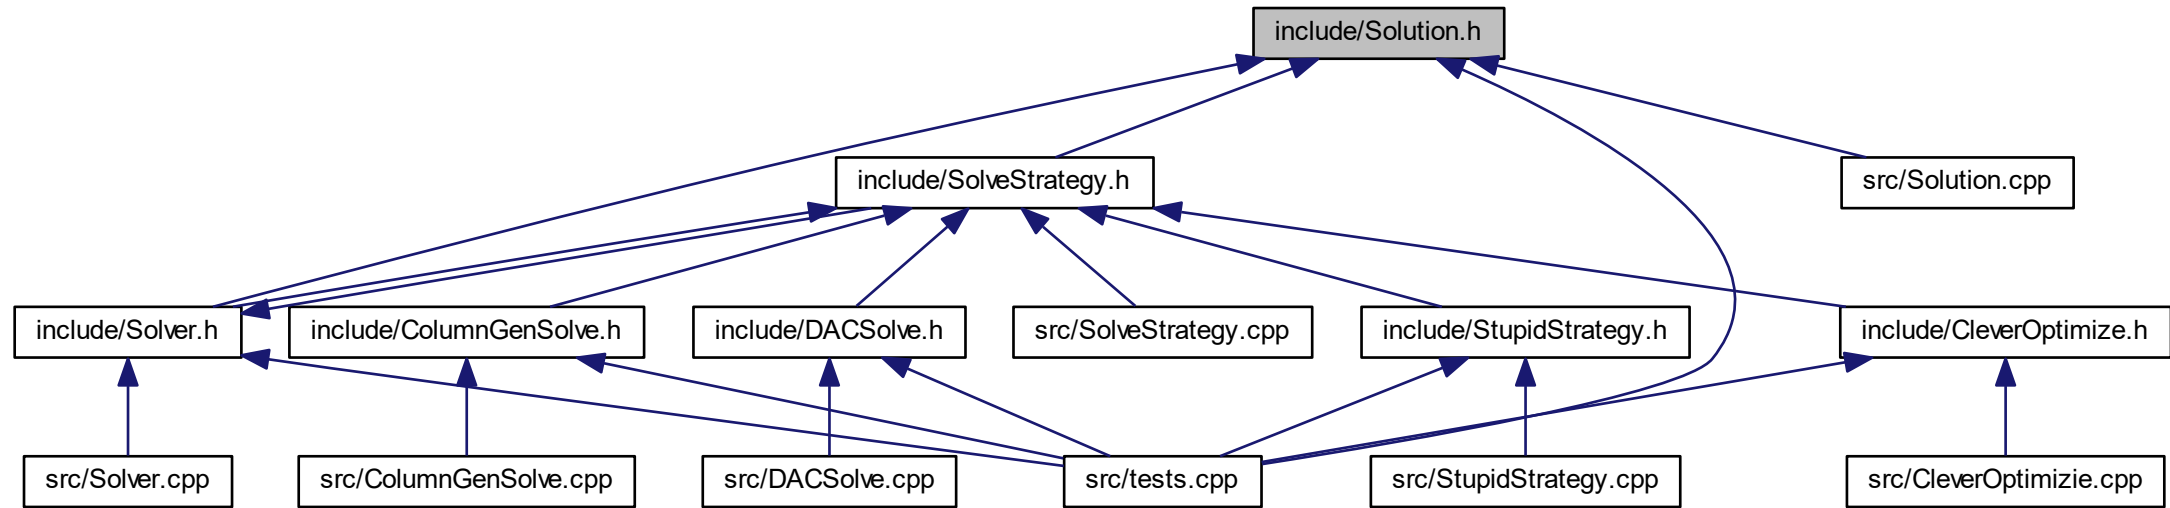 include/Solution.h
include/SolveStrategy.h
src/Solution.cpp
include/Solver.h
include/ColumnGenSolve.h
include/DACSolve.h
src/SolveStrategy.cpp
include/StupidStrategy.h
include/CleverOptimize.h
src/Solver.cpp
src/ColumnGenSolve.cpp
src/DACSolve.cpp
src/tests.cpp
src/StupidStrategy.cpp
src/CleverOptimizie.cpp